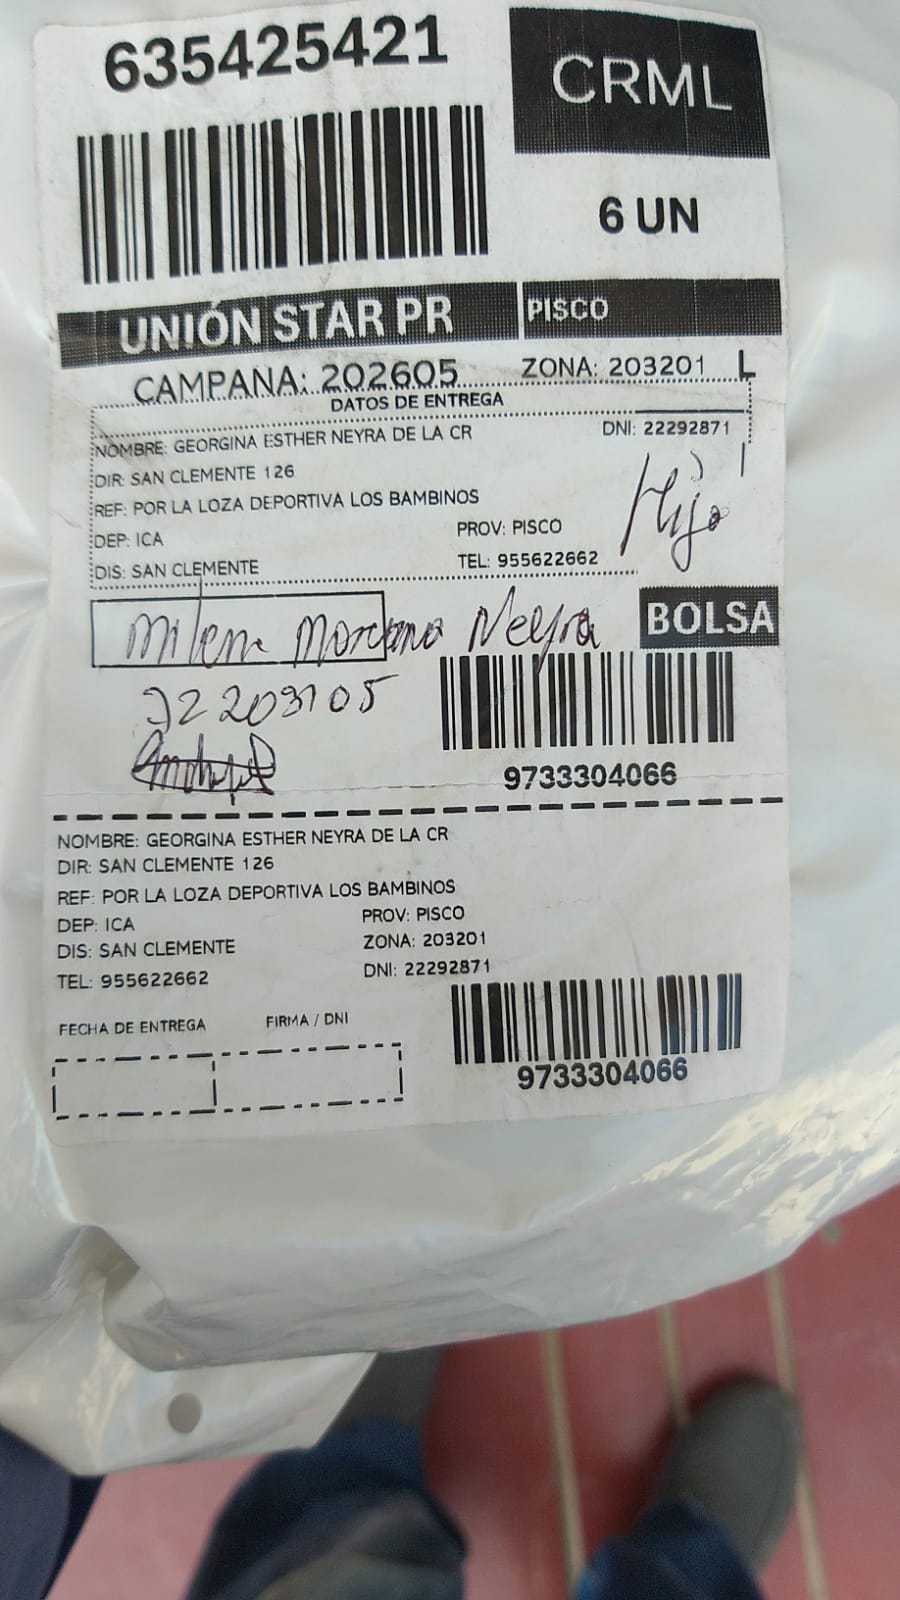 635425421
CRML
6 UN
UNIÓN STAR PR
PISCO
CAMPANA: 202605
ZONA: 203201 L
DATOS DE ENTREGA
NOMBRE: GEORGINA ESTHER NEYRA DE LA CR
DNI: 22292871
DIR: SAN CLEMENTE 126
REF: POR LA LOZA DEPORTIVA LOS BAMBINOS
DEP: ICA
PROV: PISCO
DIS: SAN CLEMENTE
TEL: 955622662
Hija
Milena Neyra
BOLSA
9733304066
NOMBRE: GEORGINA ESTHER NEYRA DE LA CR
DIR: SAN CLEMENTE 126
REF: POR LA LOZA DEPORTIVA LOS BAMBINOS
DEP: ICA
PROV: PISCO
DIS: SAN CLEMENTE
ZONA: 203201
TEL: 955622662
DNI: 22292871
FECHA DE ENTREGA
FIRMA / DNI
9733304066